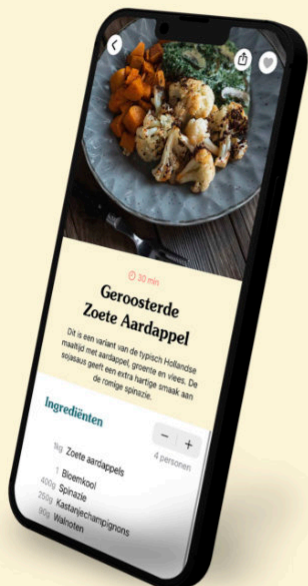 30 min
Geroosterde
Zoete Aardappel
Dit is een variant van de typisch Hollandse
maaltijd met aardappel, groente en vlees. De
sojasaus geeft een extra hartige smaak aan
de romige spinazie.
Ingrediënten
− +
4 personen
1kg Zoete aardappels
1 Bloemkool
400g Spinazie
250g Kastanjechampignons
90g Walnoten